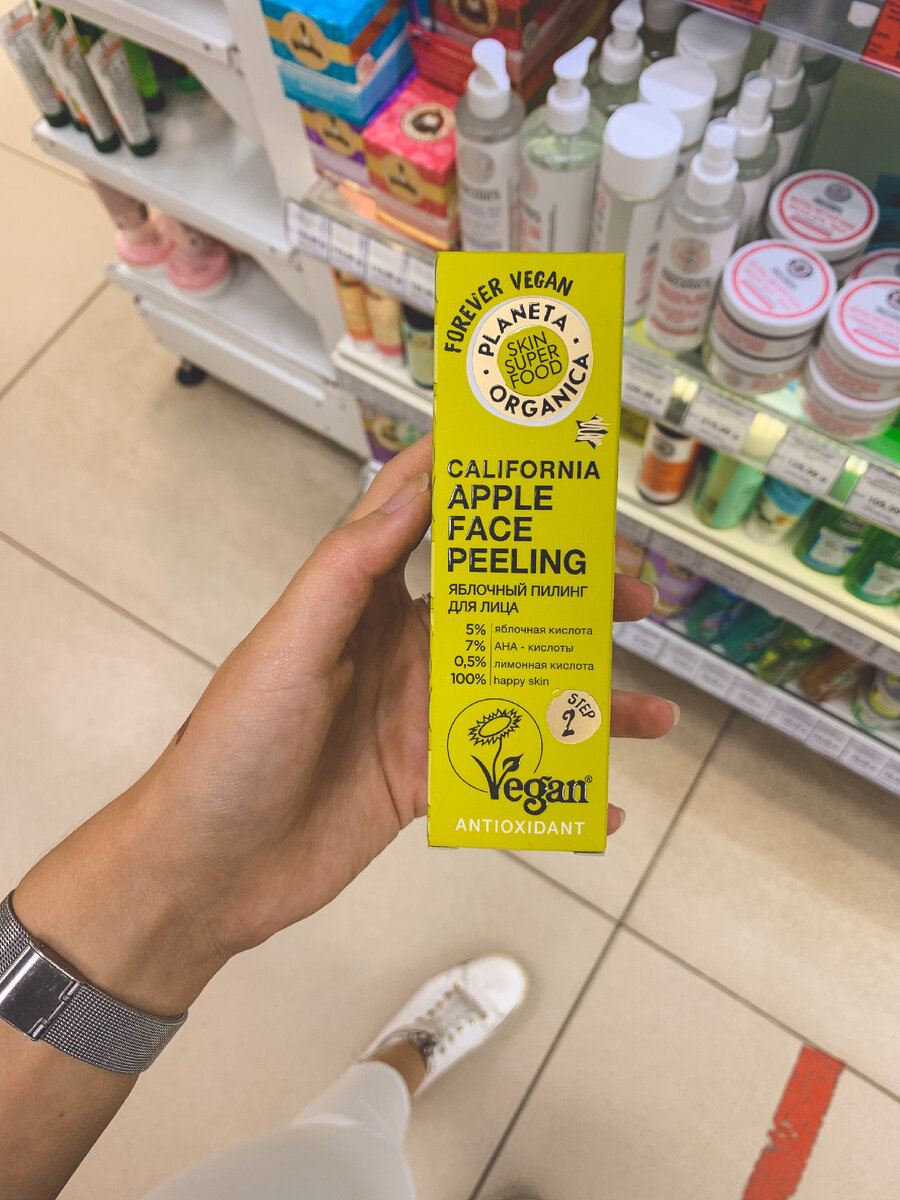 FOREVER VEGAN
PLANETA
SKIN
SUPER
FOOD
ORGANICA
CALIFORNIA
APPLE
FACE
PEELING
ЯБЛОЧНЫЙ ПИЛИНГ
ДЛЯ ЛИЦА
5% яблочная кислота
7% АНА - кислоты
0,5% лимонная кислота
100% happy skin
STEP
2
Vegan®
ANTIOXIDANT